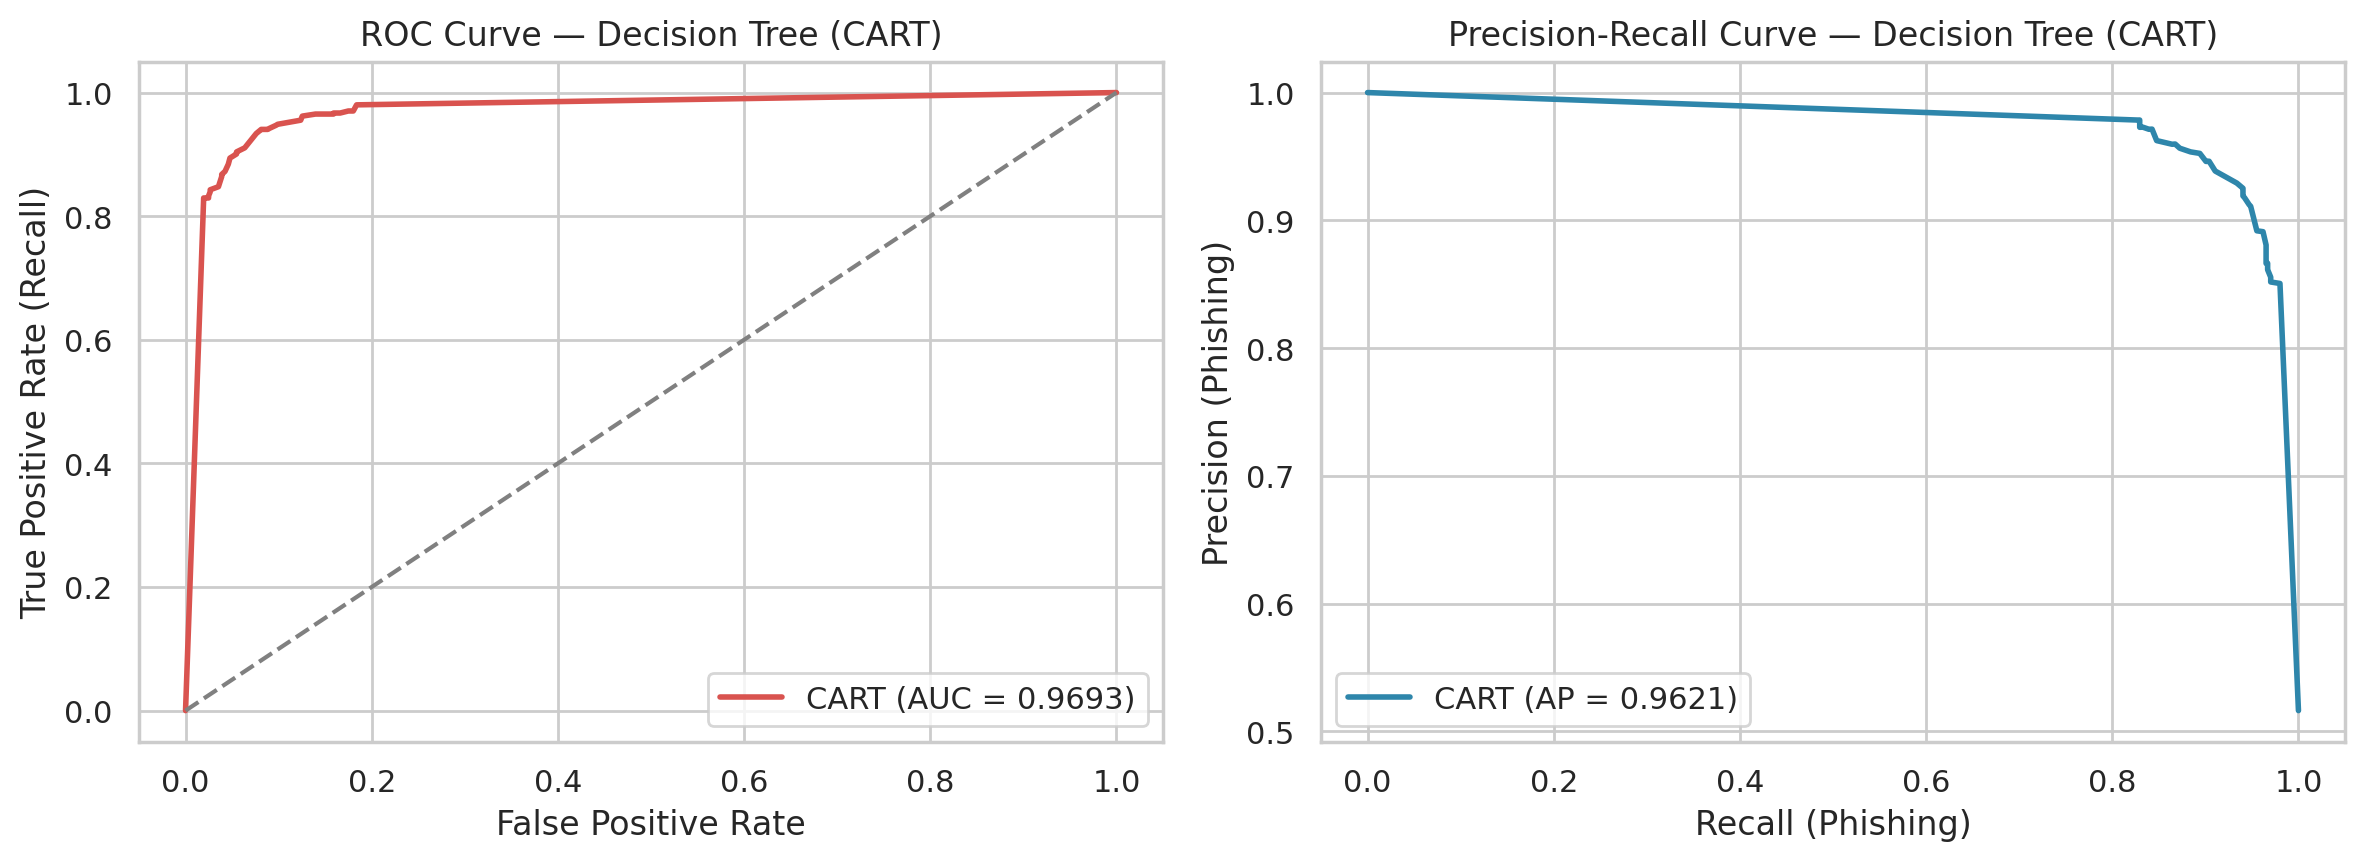 ROC Curve — Decision Tree (CART)
True Positive Rate (Recall)
1.0
0.8
0.6
0.4
0.2
0.0
CART (AUC = 0.9693)
0.0 0.2 0.4 0.6 0.8 1.0
False Positive Rate
Precision-Recall Curve — Decision Tree (CART)
Precision (Phishing)
1.0
0.9
0.8
0.7
0.6
0.5
CART (AP = 0.9621)
0.0 0.2 0.4 0.6 0.8 1.0
Recall (Phishing)